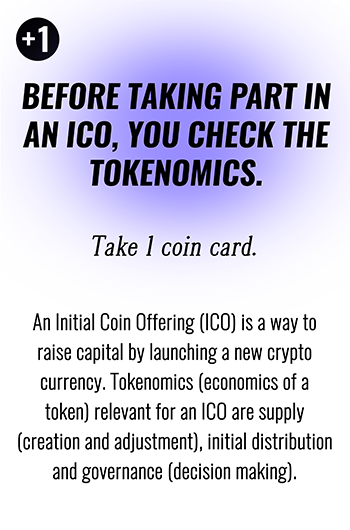 +1
BEFORE TAKING PART IN
AN ICO, YOU CHECK THE
TOKENOMICS.
Take 1 coin card.
An Initial Coin Offering (ICO) is a way to
raise capital by launching a new crypto
currency. Tokenomics (economics of a
token) relevant for an ICO are supply
(creation and adjustment), initial distribution
and governance (decision making).